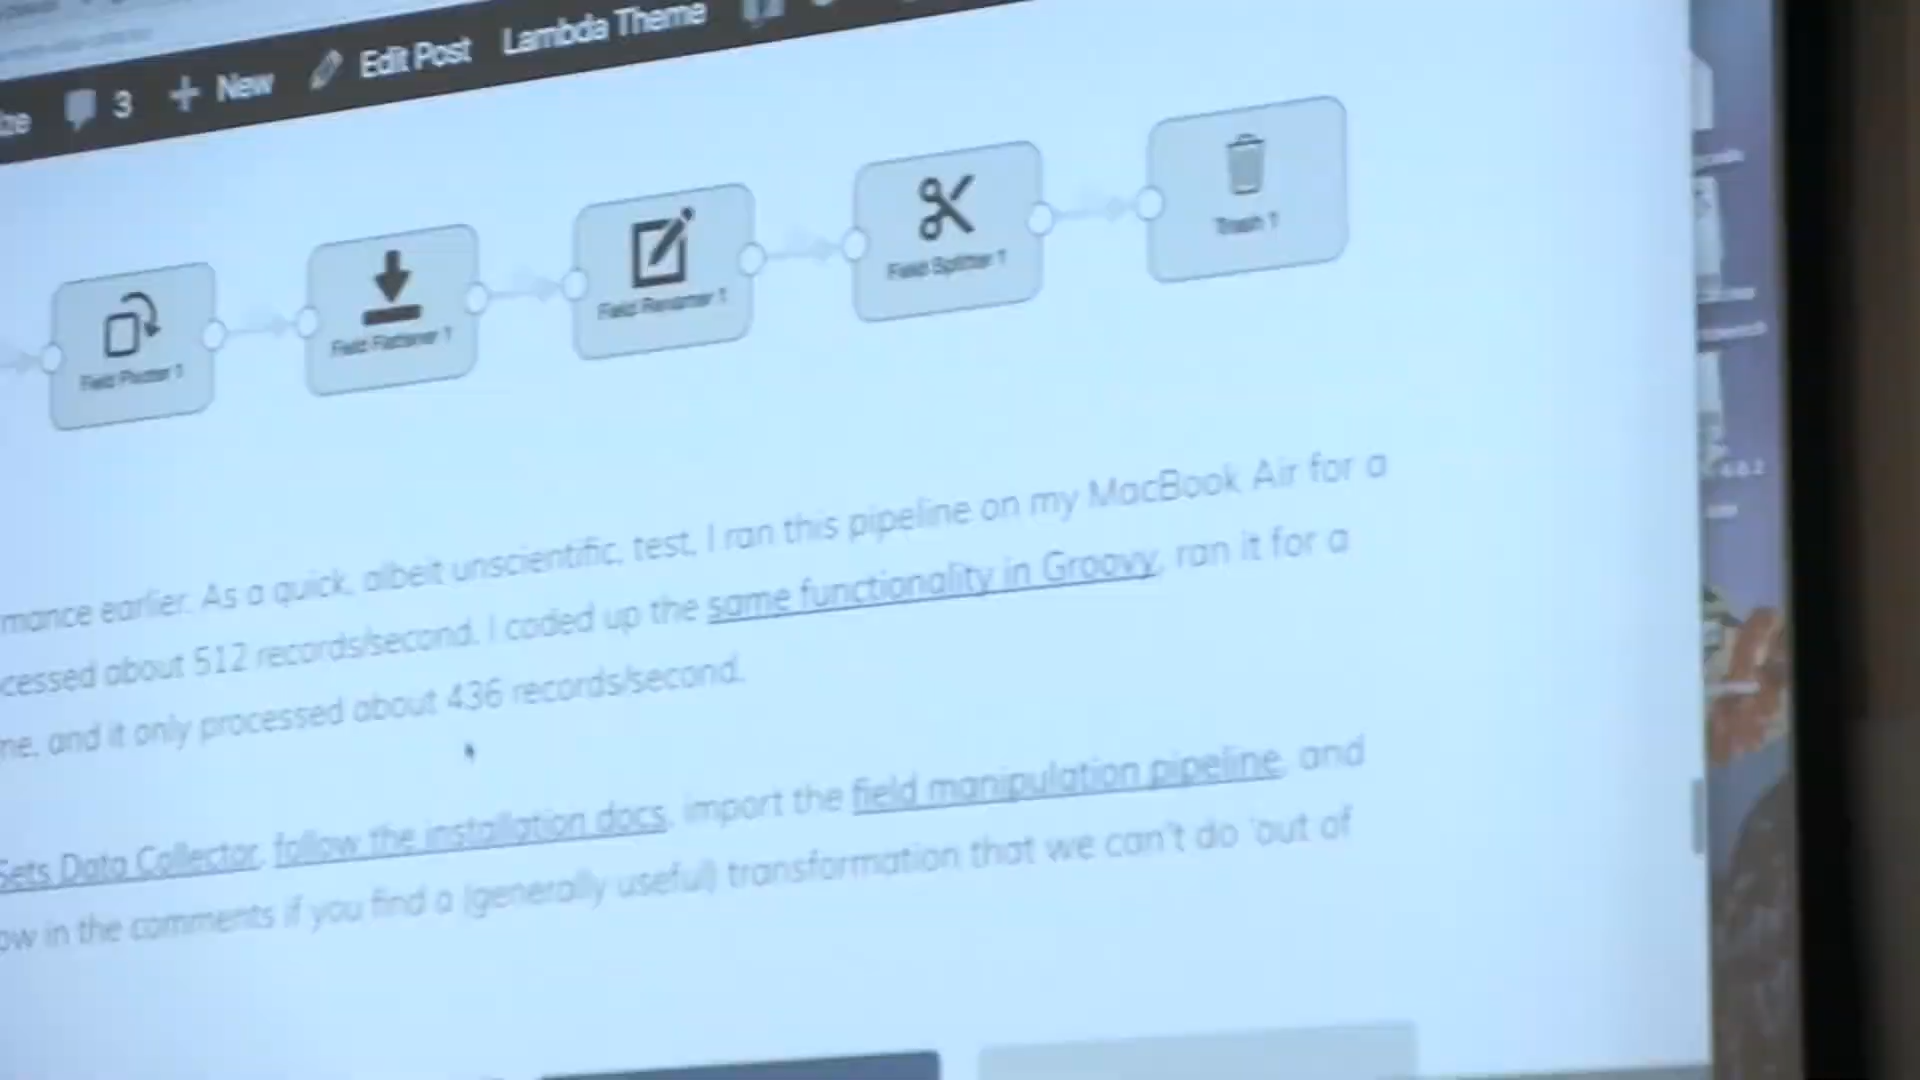 3 New Edit Post Lambda Theme
Trash 1
Field Splitter 1
Field Renamer 1
Field Flattener 1
Field Pivoter 1
mance earlier. As a quick, albeit unscientific, test, I ran this pipeline on my MacBook Air for a
cessed about 512 records/second. I coded up the same functionality in Groovy, ran it for a
me, and it only processed about 436 records/second.
Sets Data Collector, follow the installation docs, import the field manipulation pipeline, and
ow in the comments if you find a (generally useful) transformation that we can't do 'out of